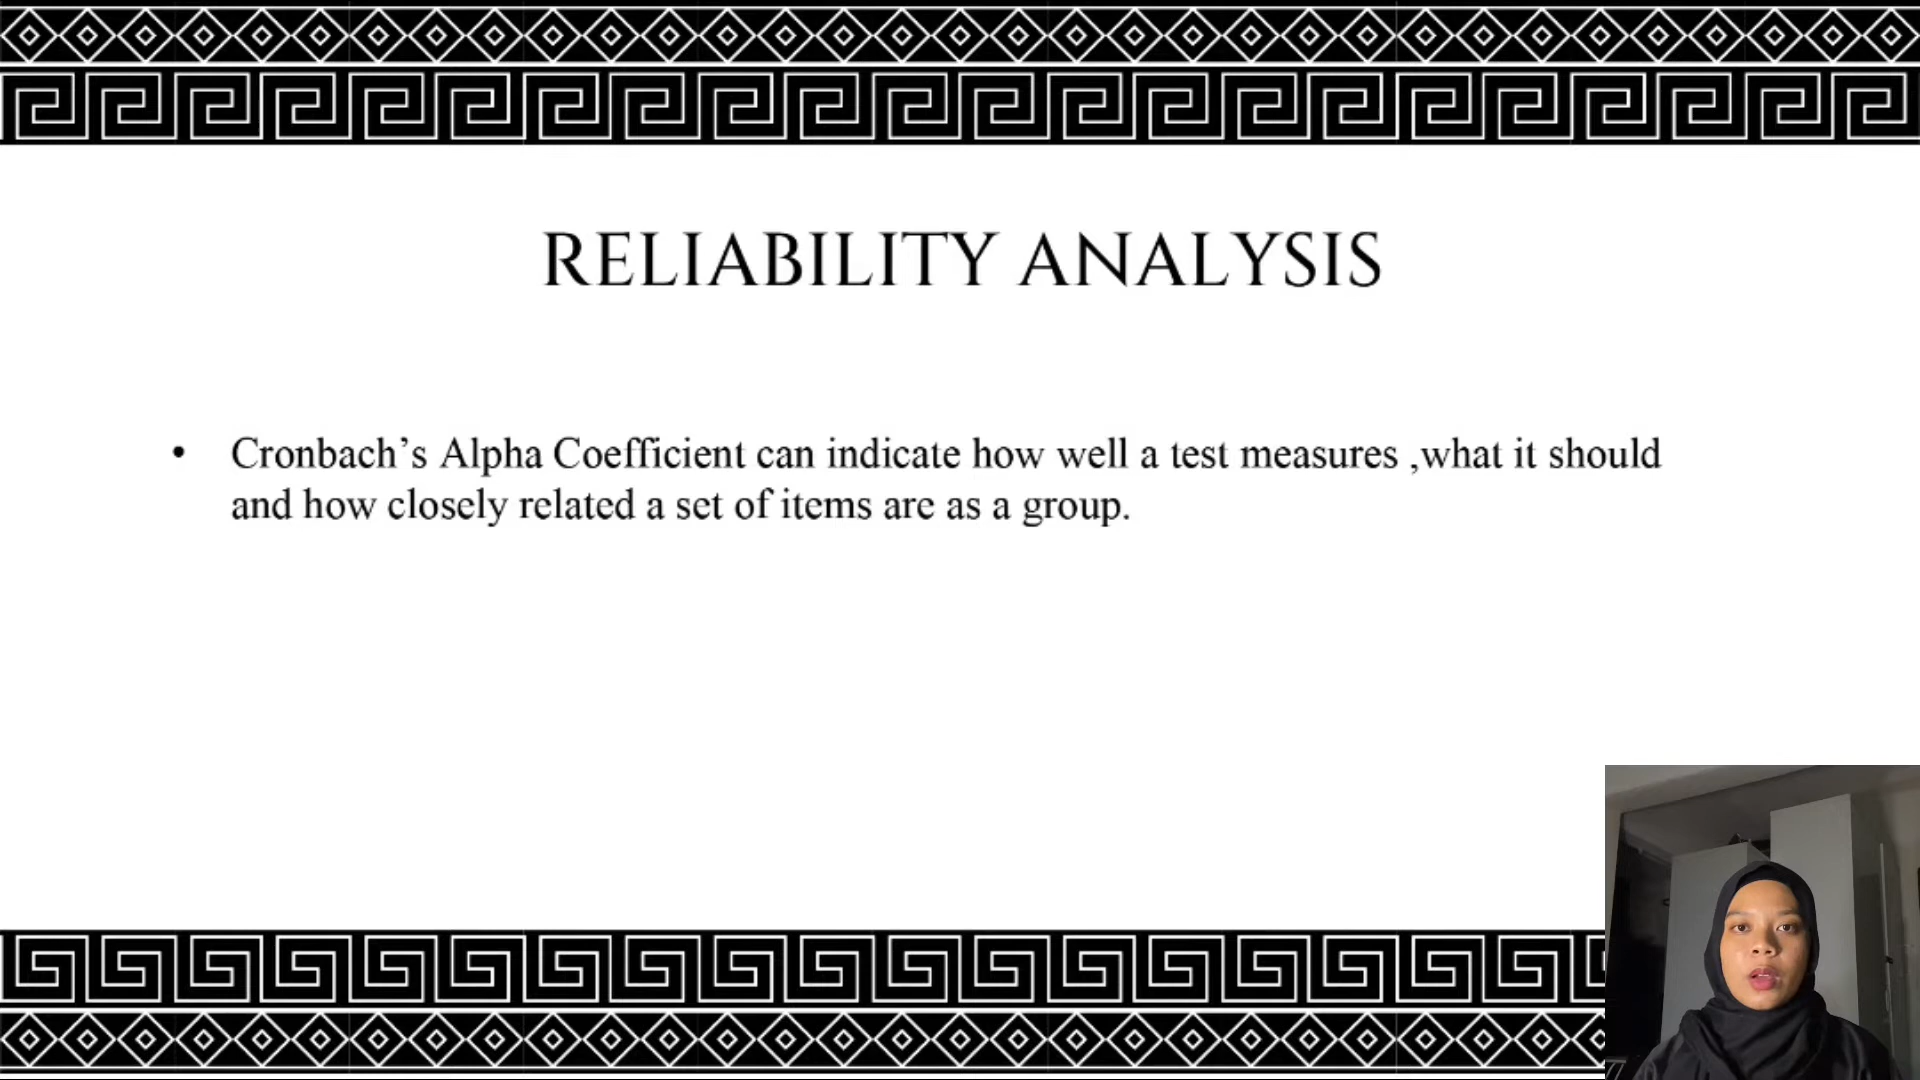 RELIABILITY ANALYSIS
• Cronbach’s Alpha Coefficient can indicate how well a test measures ,what it should
and how closely related a set of items are as a group.